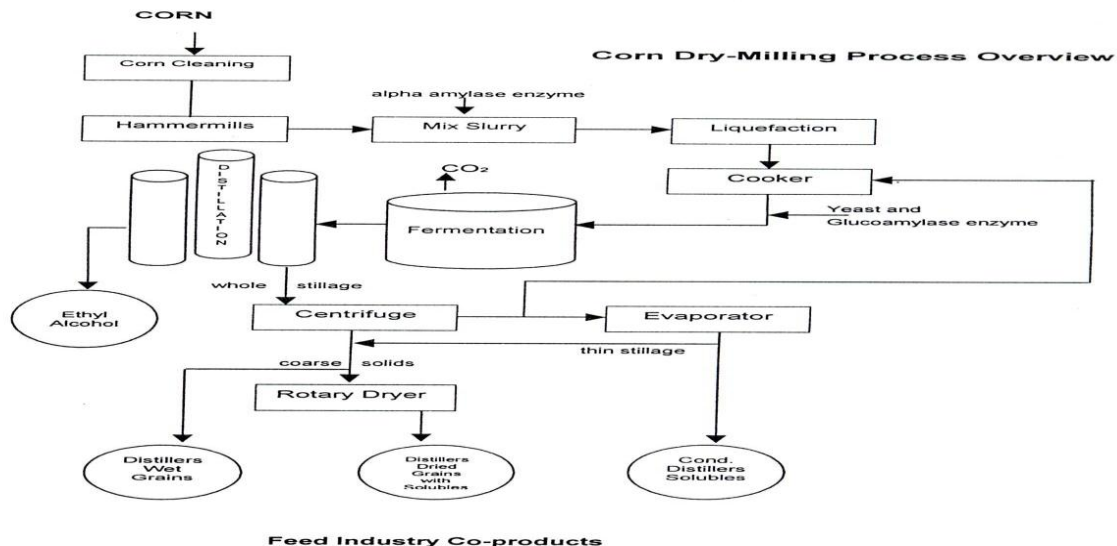 CORN
Corn Dry-Milling Process Overview
Corn Cleaning
alpha amylase enzyme
Hammermills
Mix Slurry
Liquefaction
DISTILLATION
CO₂
Cooker
Yeast and
Glucoamylase enzyme
Fermentation
whole stillage
Ethyl
Alcohol
Centrifuge
Evaporator
thin stillage
coarse solids
Rotary Dryer
Distillers
Wet
Grains
Distillers
Dried
Grains
with
Solubles
Cond.
Distillers
Solubles
Feed Industry Co-products